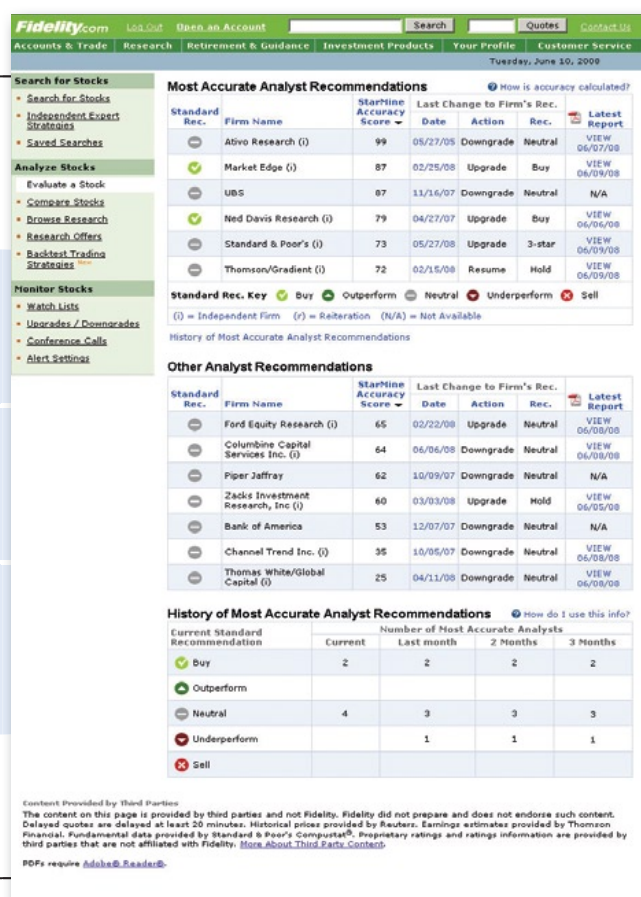 Fidelity.com Log Out Open an Account Search Quotes Contact Us
Accounts & Trade Research Retirement & Guidance Investment Products Your Profile Customer Service
Tuesday, June 10, 2008
Search for Stocks
Search for Stocks
Independent Expert
Strategies
Saved Searches
Analyze Stocks
Evaluate a Stock
Compare Stocks
Browse Research
Research Offers
Backtest Trading
Strategies New
Monitor Stocks
Watch Lists
Upgrades / Downgrades
Conference Calls
Alert Settings
Most Accurate Analyst Recommendations How is accuracy calculated?
Standard Rec. Firm Name StarMine Accuracy Score Last Change to Firm's Rec. Date Action Rec. Latest Report
Ativo Research (i) 99 05/27/05 Downgrade Neutral VIEW 06/07/08
Market Edge (i) 87 02/25/08 Upgrade Buy VIEW 06/09/08
UBS 87 11/16/07 Downgrade Neutral N/A
Ned Davis Research (i) 79 04/27/07 Upgrade Buy VIEW 06/06/08
Standard & Poor's (i) 73 05/27/08 Upgrade 3-star VIEW 06/09/08
Thomson/Gradient (i) 72 02/15/08 Resume Hold VIEW 06/09/08
Standard Rec. Key Buy Outperform Neutral Underperform Sell
(i) = Independent Firm (r) = Reiteration (N/A) = Not Available
History of Most Accurate Analyst Recommendations
Other Analyst Recommendations
Standard Rec. Firm Name StarMine Accuracy Score Last Change to Firm's Rec. Date Action Rec. Latest Report
Ford Equity Research (i) 65 02/22/08 Upgrade Neutral VIEW 06/08/08
Columbine Capital Services Inc. (i) 64 06/06/08 Downgrade Neutral VIEW 06/08/08
Piper Jaffray 62 10/09/07 Downgrade Neutral N/A
Zacks Investment Research, Inc (i) 60 03/03/08 Upgrade Hold VIEW 06/05/08
Bank of America 53 12/07/07 Downgrade Neutral N/A
Channel Trend Inc. (i) 35 10/05/07 Downgrade Neutral VIEW 06/08/08
Thomas White/Global Capital (i) 25 04/11/08 Downgrade Neutral VIEW 06/08/08
History of Most Accurate Analyst Recommendations How do I use this info?
Current Standard Recommendation Number of Most Accurate Analysts
Current Last month 2 Months 3 Months
Buy 2 2 2 2
Outperform
Neutral 4 3 3 3
Underperform 1 1 1
Sell
Content Provided by Third Parties
The content on this page is provided by third parties and not Fidelity. Fidelity did not prepare and does not endorse such content.
Delayed quotes are delayed at least 20 minutes. Historical prices provided by Reuters. Earnings estimates provided by Thomson
Financial. Fundamental data provided by Standard & Poor's Compustat®. Proprietary ratings and ratings information are provided by
third parties that are not affiliated with Fidelity. More About Third Party Content.
PDFs require Adobe® Reader®.